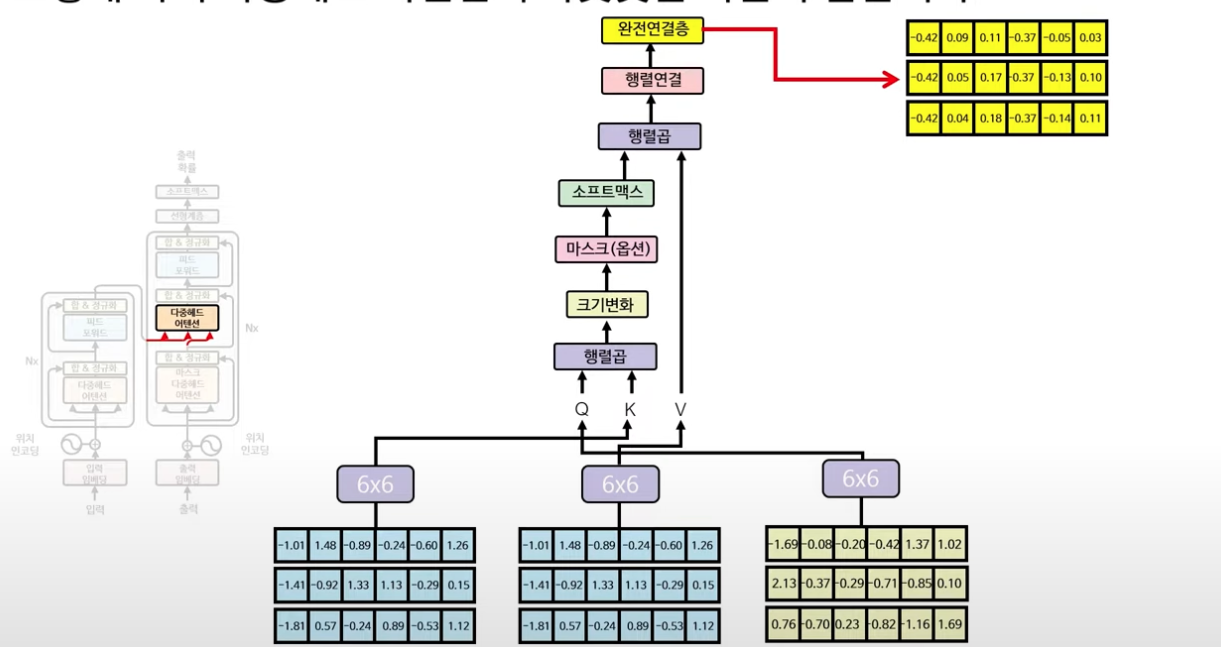 완전연결층
-0.42 0.09 0.11 -0.37 -0.05 0.03
행렬연결
-0.42 0.05 0.17 -0.37 -0.13 0.10
-0.42 0.04 0.18 -0.37 -0.14 0.11
행렬곱
소프트맥스
마스크(옵션)
크기변화
행렬곱
Q K V
출력
확률
소프트맥스
선형계층
합 & 정규화
피드
포워드
합 & 정규화
다중헤드
어텐션
Nx
합 & 정규화
마스크
다중헤드
어텐션
합 & 정규화
피드
포워드
Nx
합 & 정규화
다중헤드
어텐션
위치
인코딩
위치
인코딩
입력
임베딩
출력
임베딩
입력
출력
6x6 6x6 6x6
-1.01 1.48 -0.89 -0.24 -0.60 1.26
-1.41 -0.92 1.33 1.13 -0.29 0.15
-1.81 0.57 -0.24 0.89 -0.53 1.12
-1.01 1.48 -0.89 -0.24 -0.60 1.26
-1.41 -0.92 1.33 1.13 -0.29 0.15
-1.81 0.57 -0.24 0.89 -0.53 1.12
-1.69 -0.08 -0.20 -0.42 1.37 1.02
2.13 -0.37 -0.29 -0.71 -0.85 0.10
0.76 -0.70 0.23 -0.82 -1.16 1.69